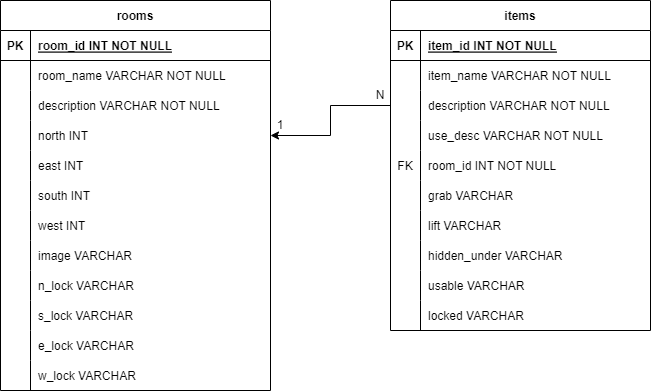 rooms
PK room_id INT NOT NULL
room_name VARCHAR NOT NULL
description VARCHAR NOT NULL
north INT
east INT
south INT
west INT
image VARCHAR
n_lock VARCHAR
s_lock VARCHAR
e_lock VARCHAR
w_lock VARCHAR
1
N
items
PK item_id INT NOT NULL
item_name VARCHAR NOT NULL
description VARCHAR NOT NULL
use_desc VARCHAR NOT NULL
FK room_id INT NOT NULL
grab VARCHAR
lift VARCHAR
hidden_under VARCHAR
usable VARCHAR
locked VARCHAR